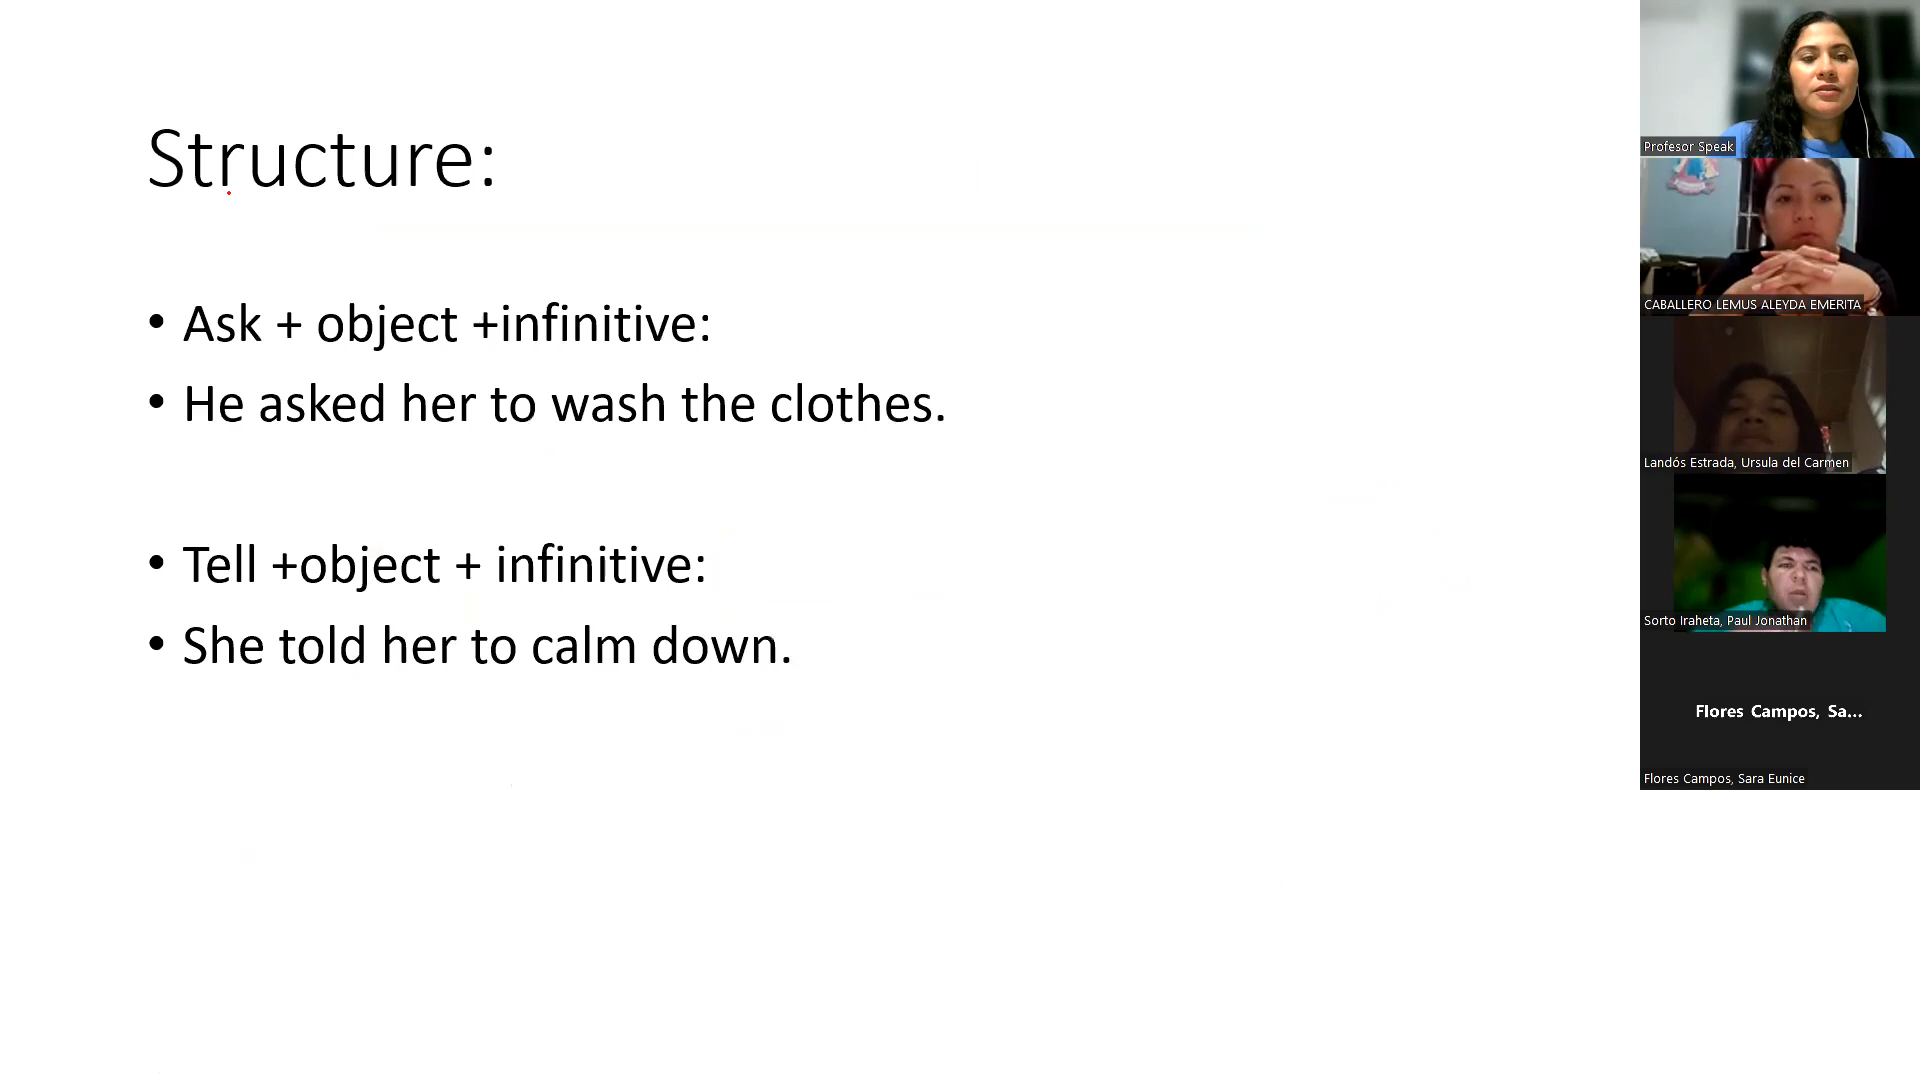 Structure:
• Ask + object +infinitive:
• He asked her to wash the clothes.
• Tell +object + infinitive:
• She told her to calm down.
Profesor Speak
CABALLERO LEMUS ALEYDA EMERITA
Landós Estrada, Ursula del Carmen
Sorto Iraheta, Paul Jonathan
Flores Campos, Sa...
Flores Campos, Sara Eunice